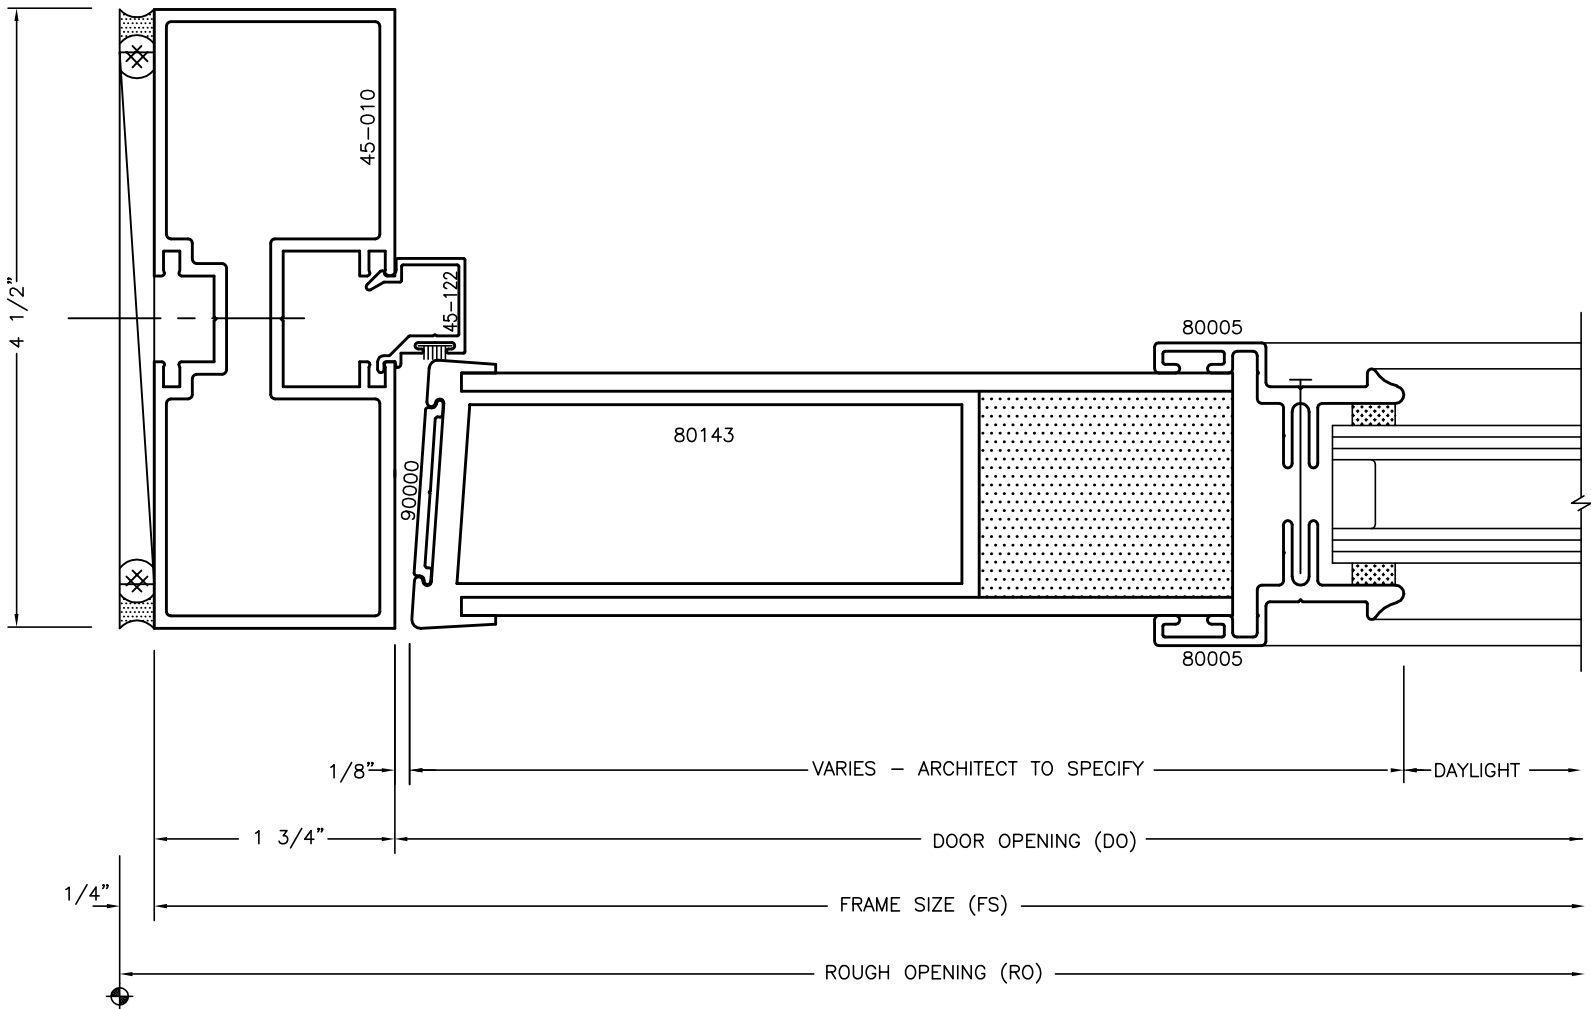 45-010
4 1/2"
45-122
80005
80143
90000
80005
1/8"
VARIES - ARCHITECT TO SPECIFY
DAYLIGHT
1 3/4"
DOOR OPENING (DO)
1/4"
FRAME SIZE (FS)
ROUGH OPENING (RO)